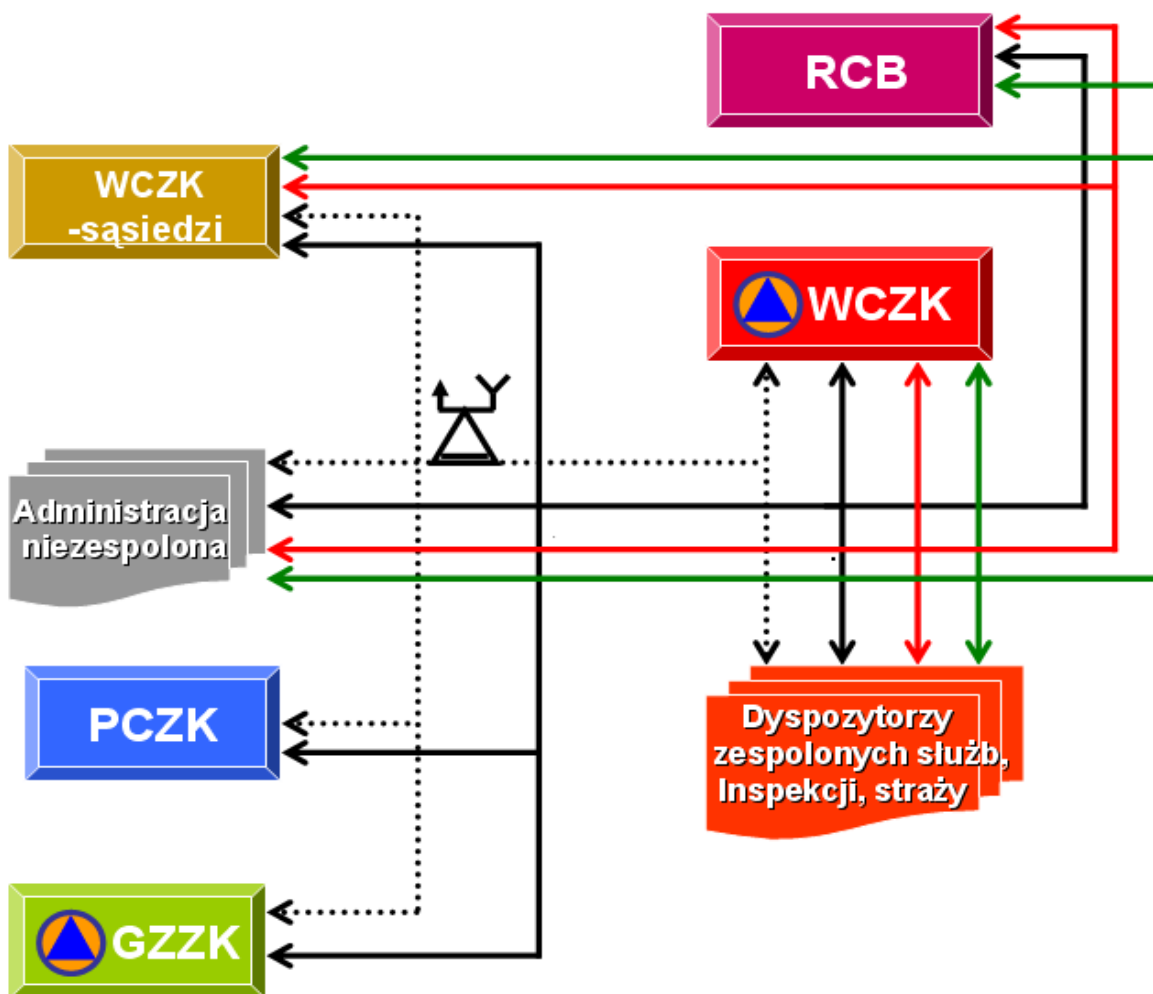 RCB
WCZK
-sąsiedzi
WCZK
Administracja
niezespolona
PCZK
Dyspozytorzy
zespolonych służb,
Inspekcji, straży
GZZK